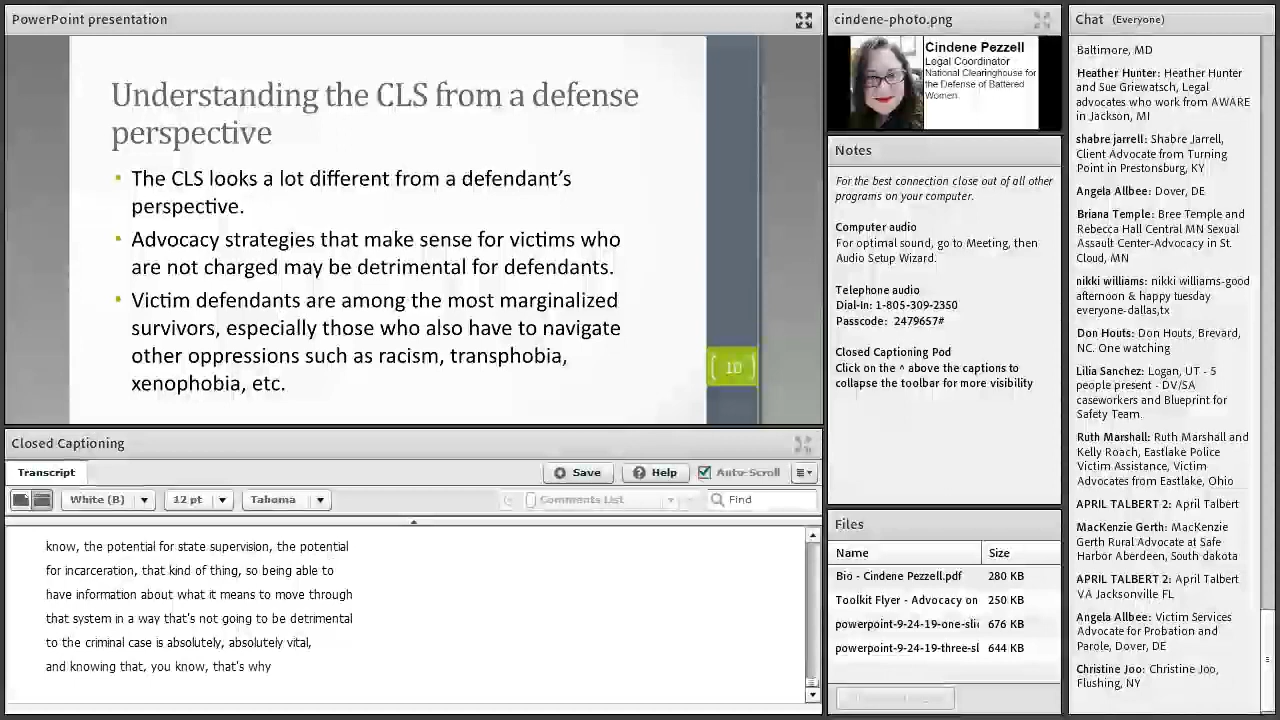 PowerPoint presentation
Understanding the CLS from a defense
perspective
• The CLS looks a lot different from a defendant's
perspective.
• Advocacy strategies that make sense for victims who
are not charged may be detrimental for defendants.
• Victim defendants are among the most marginalized
survivors, especially those who also have to navigate
other oppressions such as racism, transphobia,
xenophobia, etc.
10
Closed Captioning
Transcript
Save
Help
Auto-Scroll
White (B)
12 pt
Tahoma
Comments List
Find
know, the potential for state supervision, the potential
for incarceration, that kind of thing, so being able to
have information about what it means to move through
that system in a way that's not going to be detrimental
to the criminal case is absolutely, absolutely vital,
and knowing that, you know, that's why
cindene-photo.png
Cindene Pezzell
Legal Coordinator
National Clearinghouse for
the Defense of Battered
Women.
Notes
For the best connection close out of all other
programs on your computer.
Computer audio
For optimal sound, go to Meeting, then
Audio Setup Wizard.
Telephone audio
Dial-In: 1-805-309-2350
Passcode: 2479657#
Closed Captioning Pod
Click on the ^ above the captions to
collapse the toolbar for more visibility
Files
Name Size
Bio - Cindene Pezzell.pdf 280 KB
Toolkit Flyer - Advocacy on 250 KB
powerpoint-9-24-19-one-sli 676 KB
powerpoint-9-24-19-three-sl 644 KB
Chat (Everyone)
Baltimore, MD
Heather Hunter: Heather Hunter
and Sue Griewatsch, Legal
advocates who work from AWARE
in Jackson, MI
shabre jarrell: Shabre Jarrell,
Client Advocate from Turning
Point in Prestonsburg, KY
Angela Allbee: Dover, DE
Briana Temple: Bree Temple and
Rebecca Hall Central MN Sexual
Assault Center-Advocacy in St.
Cloud, MN
nikki williams: nikki williams-good
afternoon & happy tuesday
everyone-dallas,tx
Don Houts: Don Houts, Brevard,
NC. One watching
Lilia Sanchez: Logan, UT - 5
people present - DV/SA
caseworkers and Blueprint for
Safety Team.
Ruth Marshall: Ruth Marshall and
Kelly Roach, Eastlake Police
Victim Assistance, Victim
Advocates from Eastlake, Ohio
APRIL TALBERT 2: April Talbert
MacKenzie Gerth: MacKenzie
Gerth Rural Advocate at Safe
Harbor Aberdeen, South dakota
APRIL TALBERT 2: April Talbert
VA Jacksonville FL
Angela Allbee: Victim Services
Advocate for Probation and
Parole, Dover, DE
Christine Joo: Christine Joo,
Flushing, NY